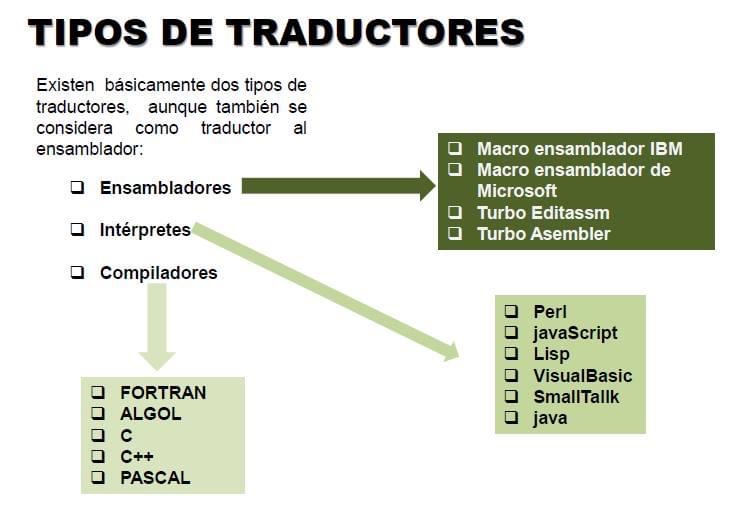 TIPOS DE TRADUCTORES
Existen básicamente dos tipos de
traductores, aunque también se
considera como traductor al
ensamblador:
Ensambladores
Intérpretes
Compiladores
Macro ensamblador IBM
Macro ensamblador de
Microsoft
Turbo Editassm
Turbo Asembler
Perl
javaScript
Lisp
VisualBasic
SmallTallk
java
FORTRAN
ALGOL
C
C++
PASCAL